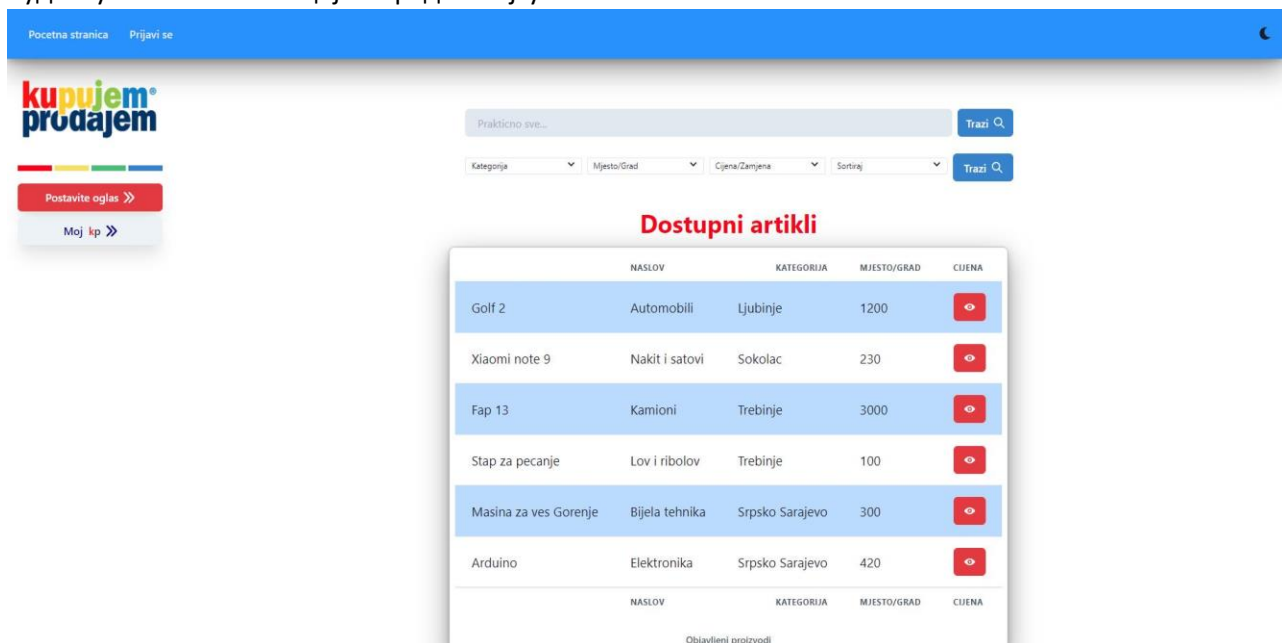 Pocetna stranica Prijavi se
kupujem®
prodajem
Prakticno sve...
Trazi
Kategorija Mjesto/Grad Cijena/Zamjena Sortiraj Trazi
Postavite oglas
Moj kp
Dostupni artikli
NASLOV KATEGORIJA MJESTO/GRAD CIJENA
Golf 2 Automobili Ljubinje 1200
Xiaomi note 9 Nakit i satovi Sokolac 230
Fap 13 Kamioni Trebinje 3000
Stap za pecanje Lov i ribolov Trebinje 100
Masina za ves Gorenje Bijela tehnika Srpsko Sarajevo 300
Arduino Elektronika Srpsko Sarajevo 420
NASLOV KATEGORIJA MJESTO/GRAD CIJENA
Objavljeni proizvodi